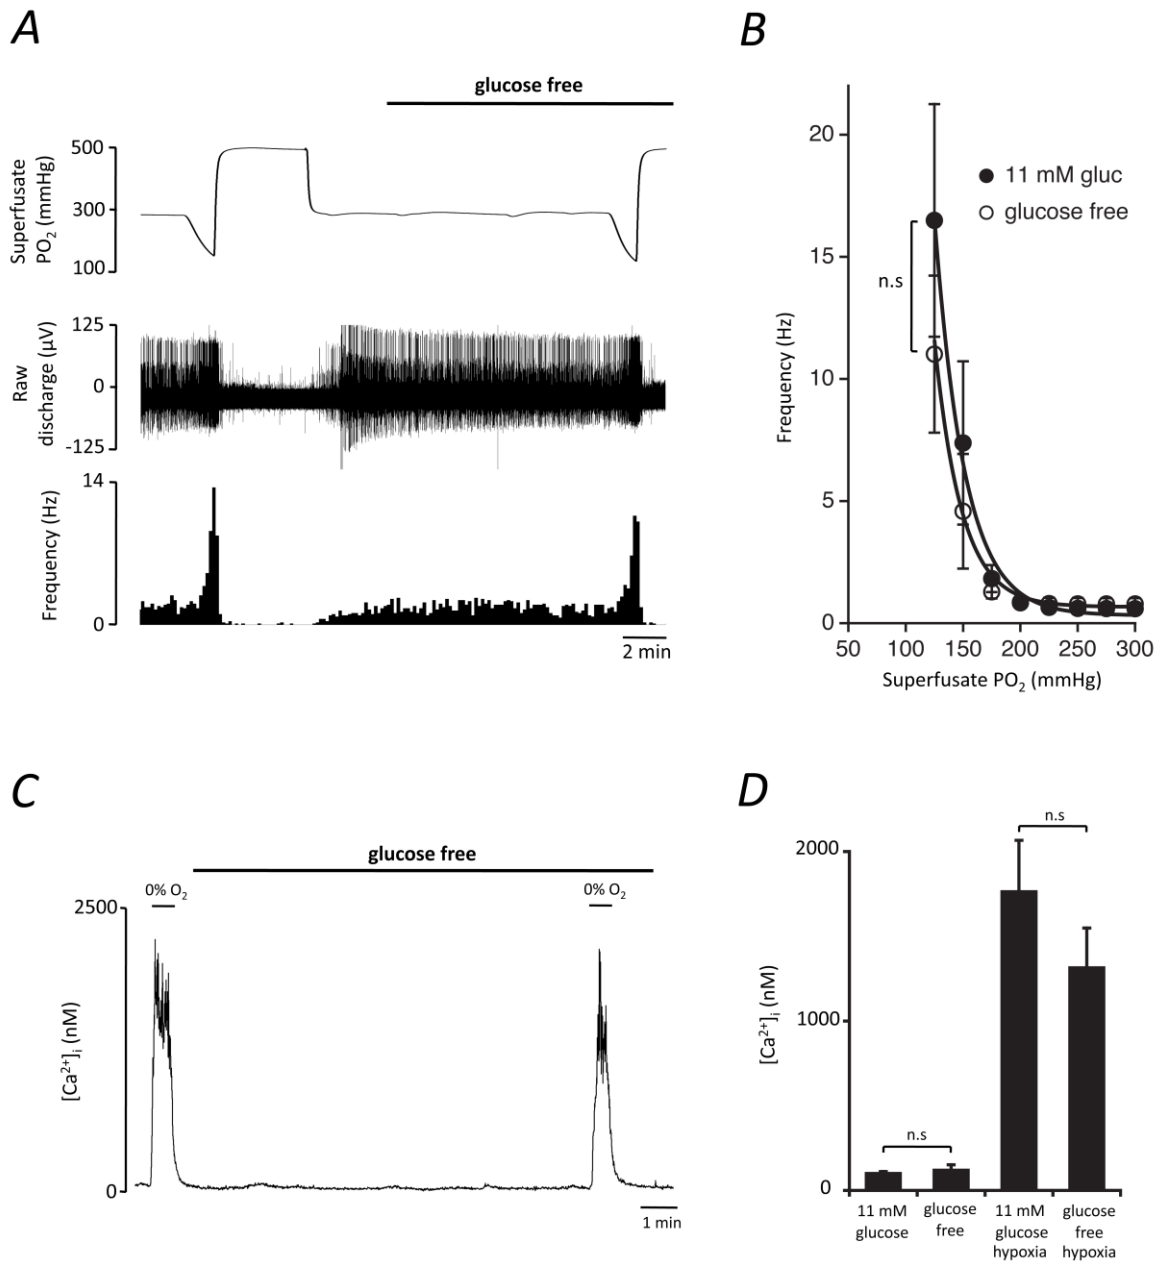 A
glucose free
Superfusate
PO2 (mmHg)
500
300
100
Raw
discharge (µV)
125
0
-125
Frequency (Hz)
14
0
2 min
B
Frequency (Hz)
20
15
10
5
0
n.s
11 mM gluc
glucose free
50 100 150 200 250 300
Superfusate PO2 (mmHg)
C
glucose free
0% O2
0% O2
[Ca2+]i (nM)
2500
0
1 min
D
[Ca2+]i (nM)
2000
1000
0
n.s
n.s
11 mM
glucose
glucose
free
11 mM
glucose
hypoxia
glucose
free
hypoxia